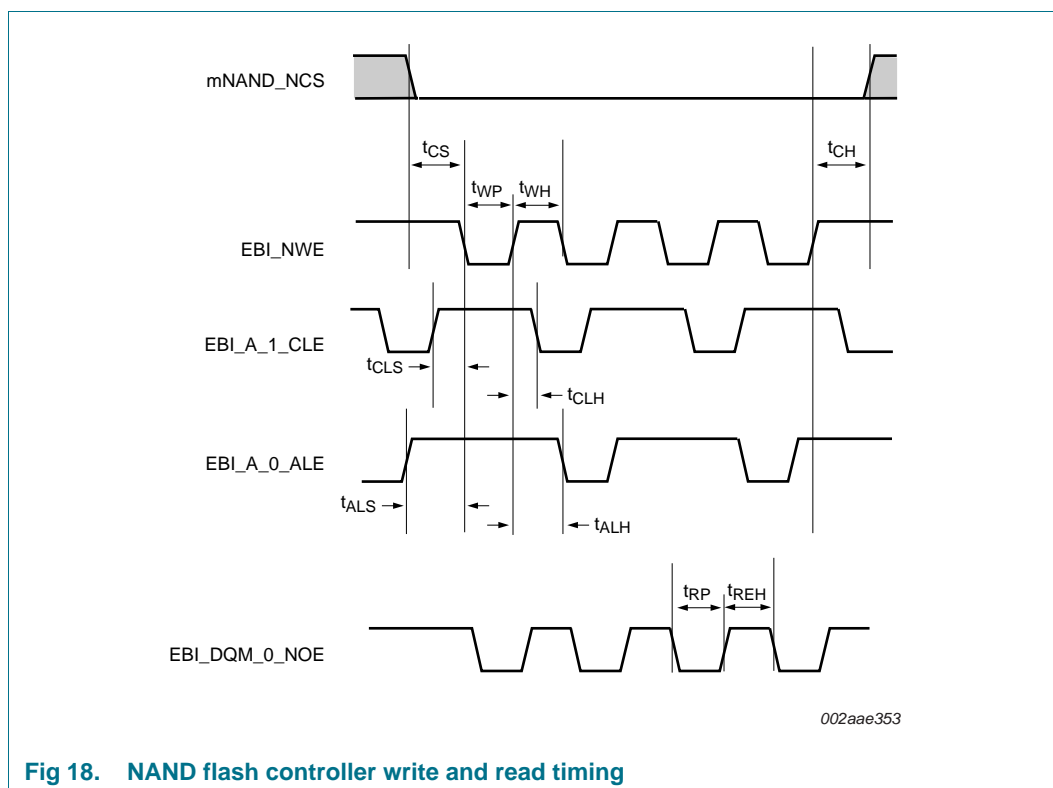 mNAND_NCS
tCS
tCH
tWP
tWH
EBI_NWE
EBI_A_1_CLE
tCLS
tCLH
EBI_A_0_ALE
tALS
tALH
tRP
tREH
EBI_DQM_0_NOE
002aae353
Fig 18. NAND flash controller write and read timing